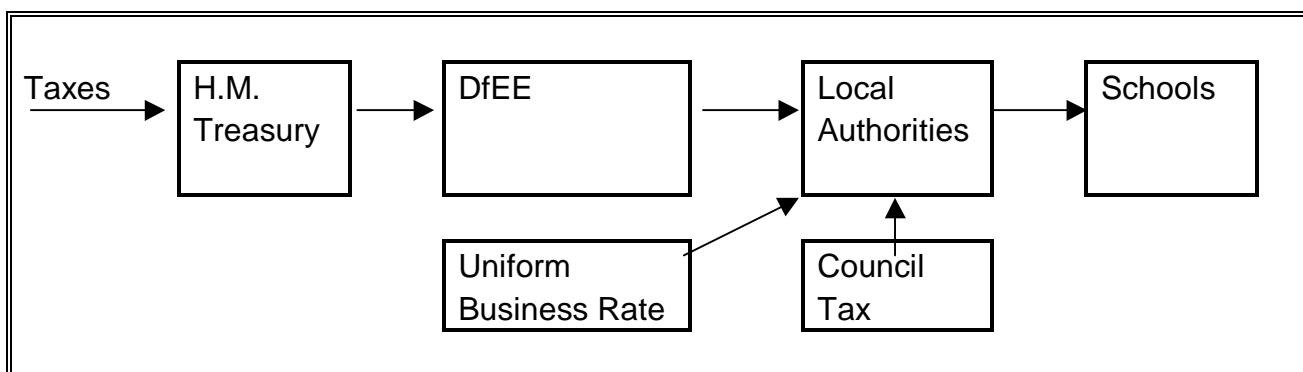 Taxes
H.M.
Treasury
DfEE
Local
Authorities
Schools
Uniform
Business Rate
Council
Tax